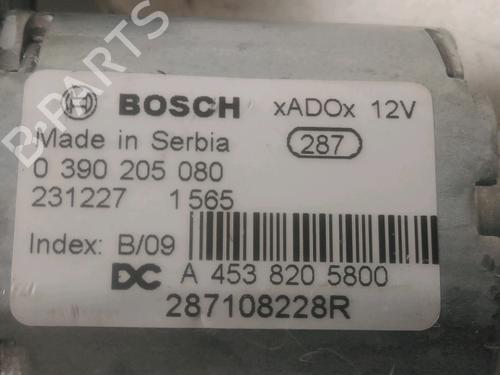 B-PARTS
BOSCH xADOx 12V
Made in Serbia 287
0 390 205 080
231227 1 565
Index: B/09
DC A 453 820 5800
287108228R